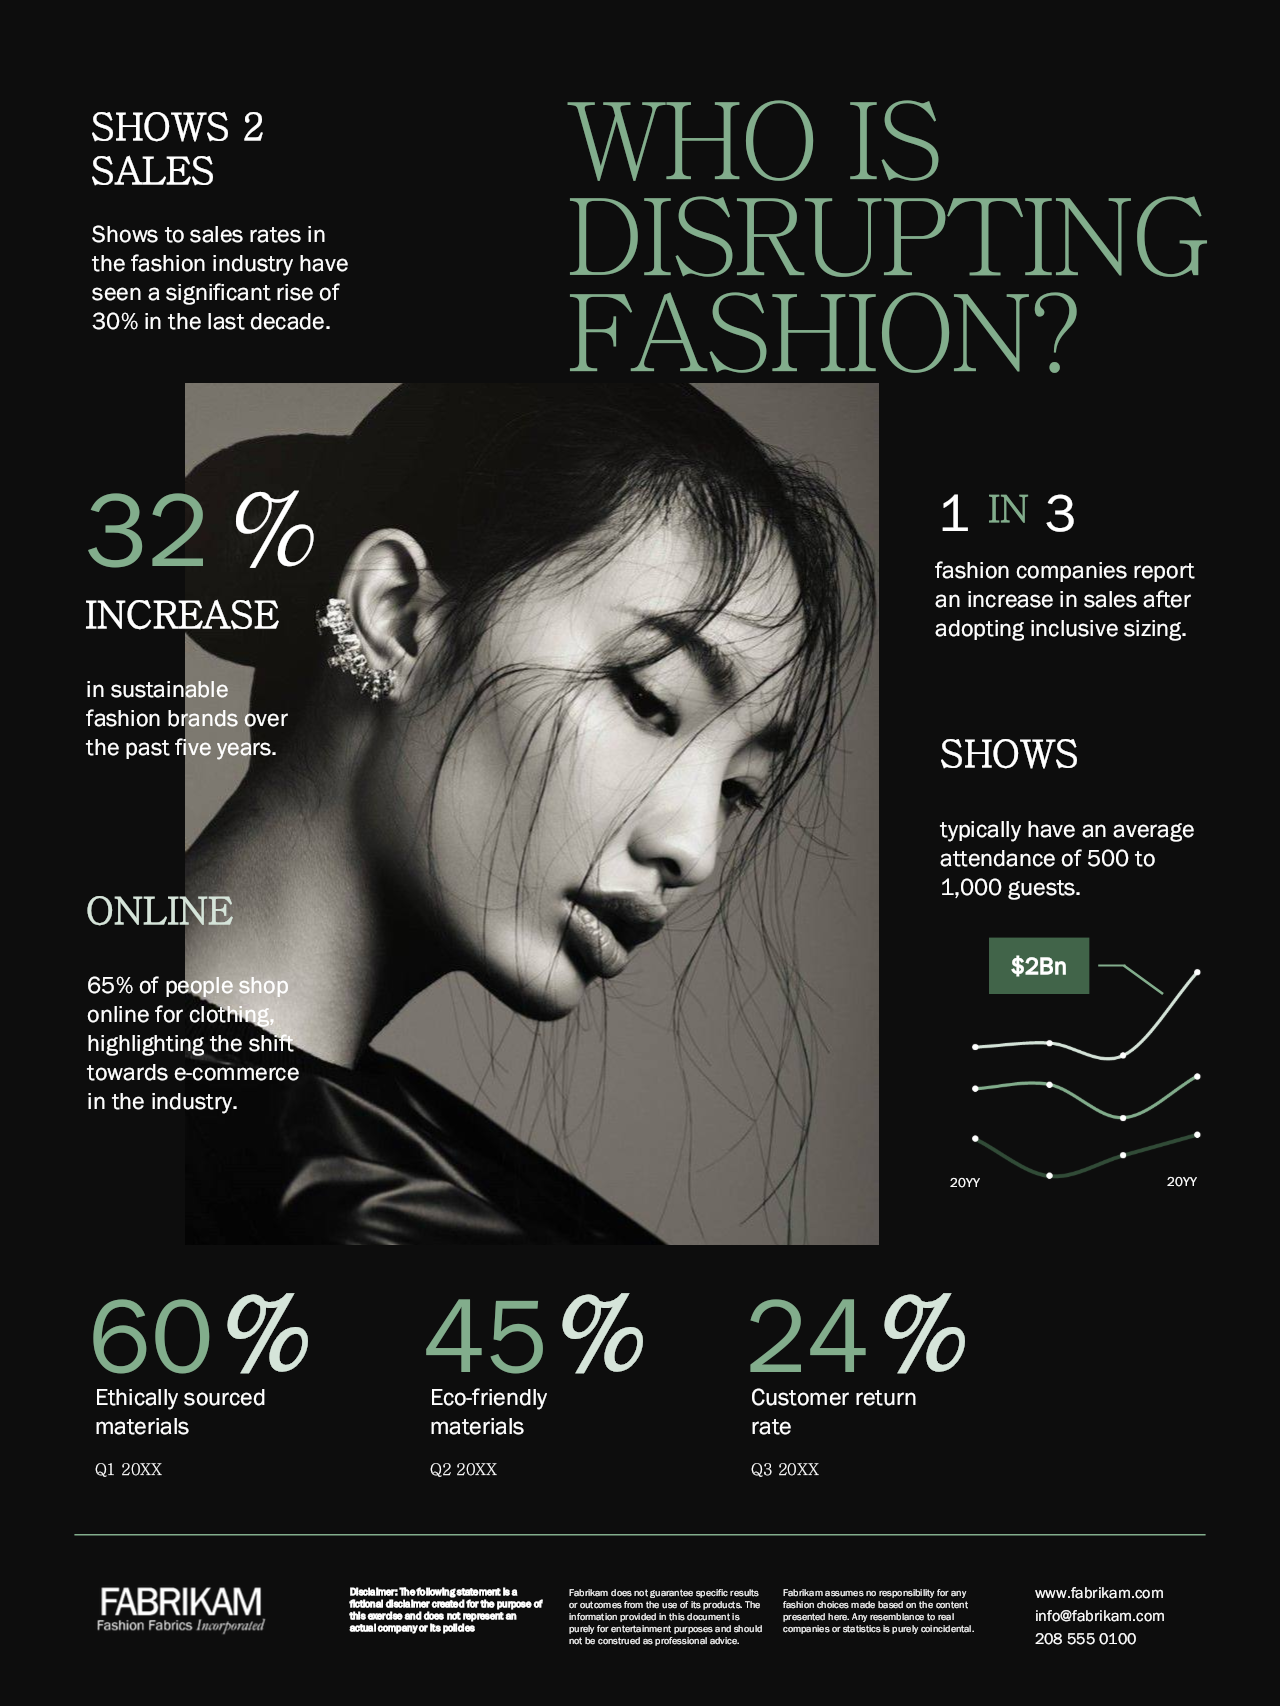 SHOWS 2
SALES
Shows to sales rates in
the fashion industry have
seen a significant rise of
30% in the last decade.
WHO IS
DISRUPTING
FASHION?
32 %
INCREASE
in sustainable
fashion brands over
the past five years.
ONLINE
65% of people shop
online for clothing,
highlighting the shift
towards e-commerce
in the industry.
1 IN 3
fashion companies report
an increase in sales after
adopting inclusive sizing.
SHOWS
typically have an average
attendance of 500 to
1,000 guests.
$2Bn
20YY
20YY
60%
Ethically sourced
materials
Q1 20XX
45%
Eco-friendly
materials
Q2 20XX
24%
Customer return
rate
Q3 20XX
FABRIKAM
Fashion Fabrics Incorporated
Disclaimer: The following statement is a
fictional disclaimer created for the purpose of
this exercise and does not represent an
actual company or its policies
Fabrikam does not guarantee specific results
or outcomes from the use of its products. The
information provided in this document is
purely for entertainment purposes and should
not be construed as professional advice.
Fabrikam assumes no responsibility for any
fashion choices made based on the content
presented here. Any resemblance to real
companies or statistics is purely coincidental.
www.fabrikam.com
info@fabrikam.com
208 555 0100